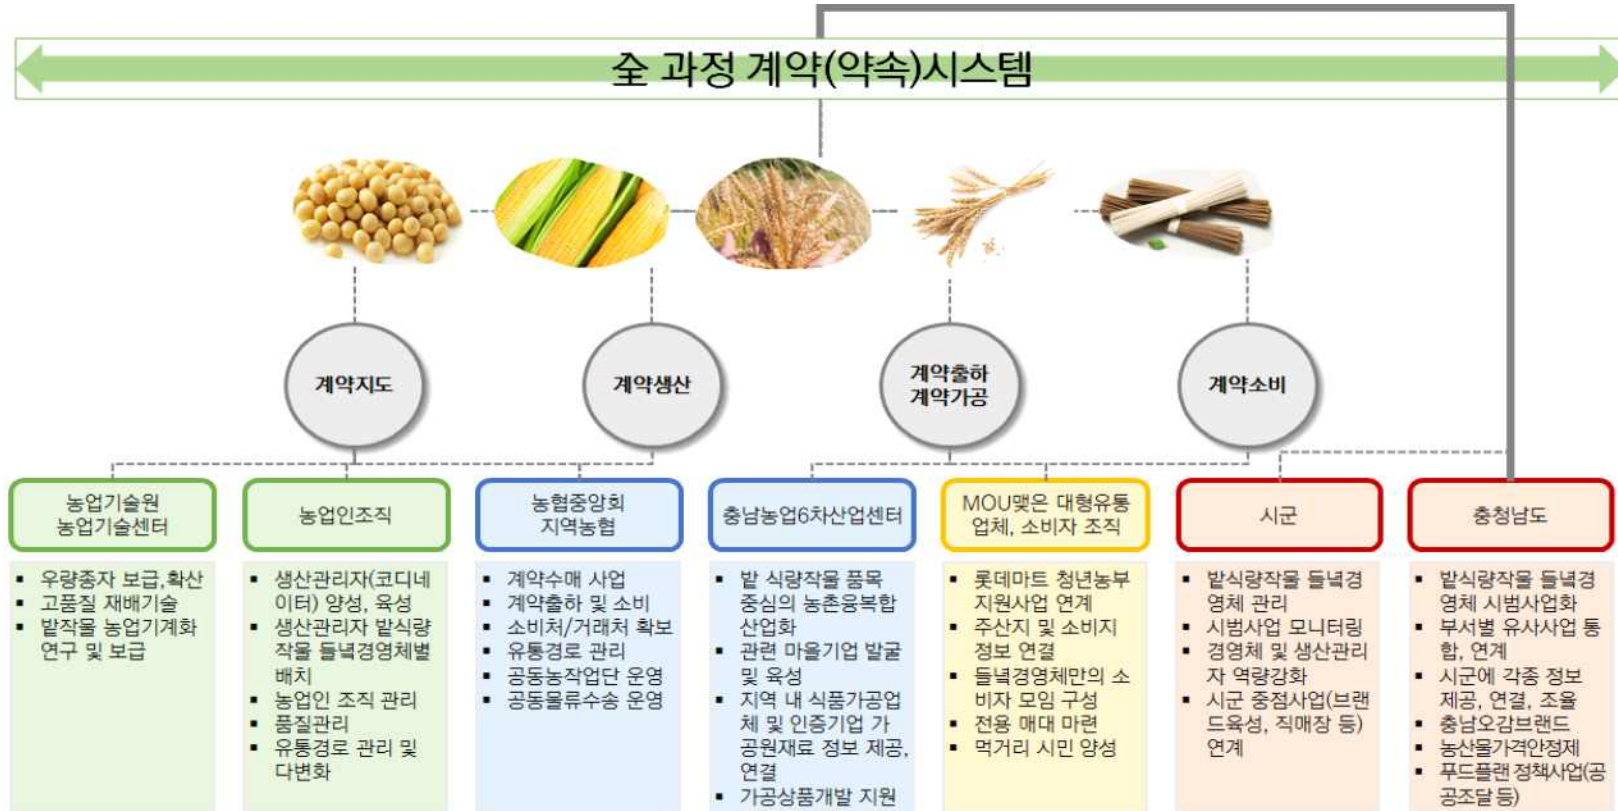 全 과정 계약(약속)시스템
계약지도
계약생산
계약출하
계약가공
계약소비
농업기술원
농업기술센터
▪ 우량종자 보급,확산
▪ 고품질 재배기술
▪ 밭작물 농업기계화
연구 및 보급
농업인조직
▪ 생산관리자(코디네
이터) 양성, 육성
▪ 생산관리자 밭식량
작물 들녘경영체별
배치
▪ 농업인 조직 관리
▪ 품질관리
▪ 유통경로 관리 및
다변화
농협중앙회
지역농협
▪ 계약수매 사업
▪ 계약출하 및 소비
▪ 소비처/거래처 확보
▪ 유통경로 관리
▪ 공동농작업단 운영
▪ 공동물류수송 운영
충남농업6차산업센터
▪ 밭 식량작물 품목
중심의 농촌융복합
산업화
▪ 관련 마을기업 발굴
및 육성
▪ 지역 내 식품가공업
체 및 인증기업 가
공원재료 정보 제공,
연결
▪ 가공상품개발 지원
MOU맺은 대형유통
업체, 소비자 조직
▪ 롯데마트 청년농부
지원사업 연계
▪ 주산지 및 소비지
정보 연결
▪ 들녘경영체만의 소
비자 모임 구성
▪ 전용 매대 마련
▪ 먹거리 시민 양성
시군
▪ 밭식량작물 들녘경
영체 관리
▪ 시범사업 모니터링
▪ 경영체 및 생산관리
자 역량강화
▪ 시군 중점사업(브랜
드육성, 직매장 등)
연계
충청남도
▪ 밭식량작물 들녘경
영체 시범사업화
▪ 부서별 유사사업 통
합, 연계
▪ 시군에 각종 정보
제공, 연결, 조율
▪ 충남오감브랜드
▪ 농산물가격안정제
▪ 푸드플랜 정책사업(공
공조달 등)